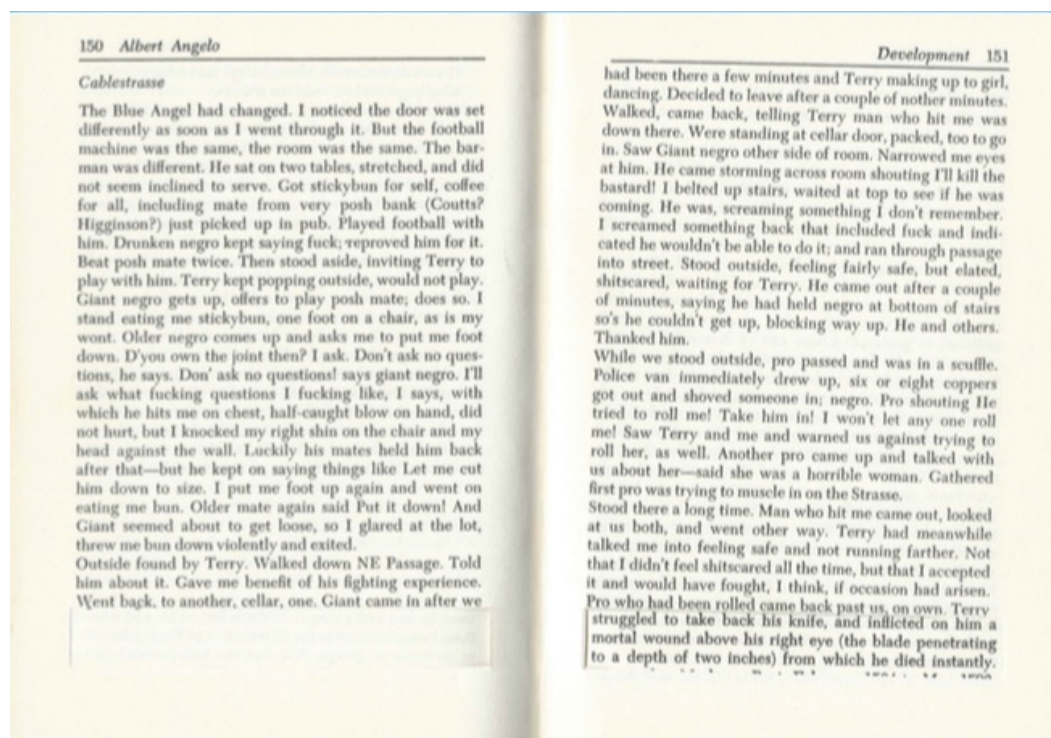 150 Albert Angelo
Cablestrasse
The Blue Angel had changed. I noticed the door was set
differently as soon as I went through it. But the football
machine was the same, the room was the same. The bar-
man was different. He sat on two tables, stretched, and did
not seem inclined to serve. Got stickybun for self, coffee
for all, including mate from very posh bank (Coutts?
Higginson?) just picked up in pub. Played football with
him. Drunken negro kept saying fuck; reproved him for it.
Beat posh mate twice. Then stood aside, inviting Terry to
play with him. Terry kept popping outside, would not play.
Giant negro gets up, offers to play posh mate; does so. I
stand eating me stickybun, one foot on a chair, as is my
wont. Older negro comes up and asks me to put me foot
down. D'you own the joint then? I ask. Don't ask no ques-
tions, he says. Don' ask no questions! says giant negro. I'll
ask what fucking questions I fucking like, I says, with
which he hits me on chest, half-caught blow on hand, did
not hurt, but I knocked my right shin on the chair and my
head against the wall. Luckily his mates held him back
after that—but he kept on saying things like Let me cut
him down to size. I put me foot up again and went on
eating me bun. Older mate again said Put it down! And
Giant seemed about to get loose, so I glared at the lot,
threw me bun down violently and exited.
Outside found by Terry. Walked down NE Passage. Told
him about it. Gave me benefit of his fighting experience.
Went back, to another, cellar, one. Giant came in after we
Development 151
had been there a few minutes and Terry making up to girl,
dancing. Decided to leave after a couple of nother minutes.
Walked, came back, telling Terry man who hit me was
down there. Were standing at cellar door, packed, too to go
in. Saw Giant negro other side of room. Narrowed me eyes
at him. He came storming across room shouting I'll kill the
bastard! I belted up stairs, waited at top to see if he was
coming. He was, screaming something I don't remember.
I screamed something back that included fuck and indi-
cated he wouldn't be able to do it; and ran through passage
into street. Stood outside, feeling fairly safe, but elated,
shitscared, waiting for Terry. He came out after a couple
of minutes, saying he had held negro at bottom of stairs
so's he couldn't get up, blocking way up. He and others.
Thanked him.
While we stood outside, pro passed and was in a scuffle.
Police van immediately drew up, six or eight coppers
got out and shoved someone in; negro. Pro shouting He
tried to roll me! Take him in! I won't let any one roll
me! Saw Terry and me and warned us against trying to
roll her, as well. Another pro came up and talked with
us about her—said she was a horrible woman. Gathered
first pro was trying to muscle in on the Strasse.
Stood there a long time. Man who hit me came out, looked
at us both, and went other way. Terry had meanwhile
talked me into feeling safe and not running farther. Not
that I didn't feel shitscared all the time, but that I accepted
it and would have fought, I think, if occasion had arisen.
Pro who had been rolled came back past us, on own. Terry
struggled to take back his knife, and inflicted on him a
mortal wound above his right eye (the blade penetrating
to a depth of two inches) from which he died instantly.